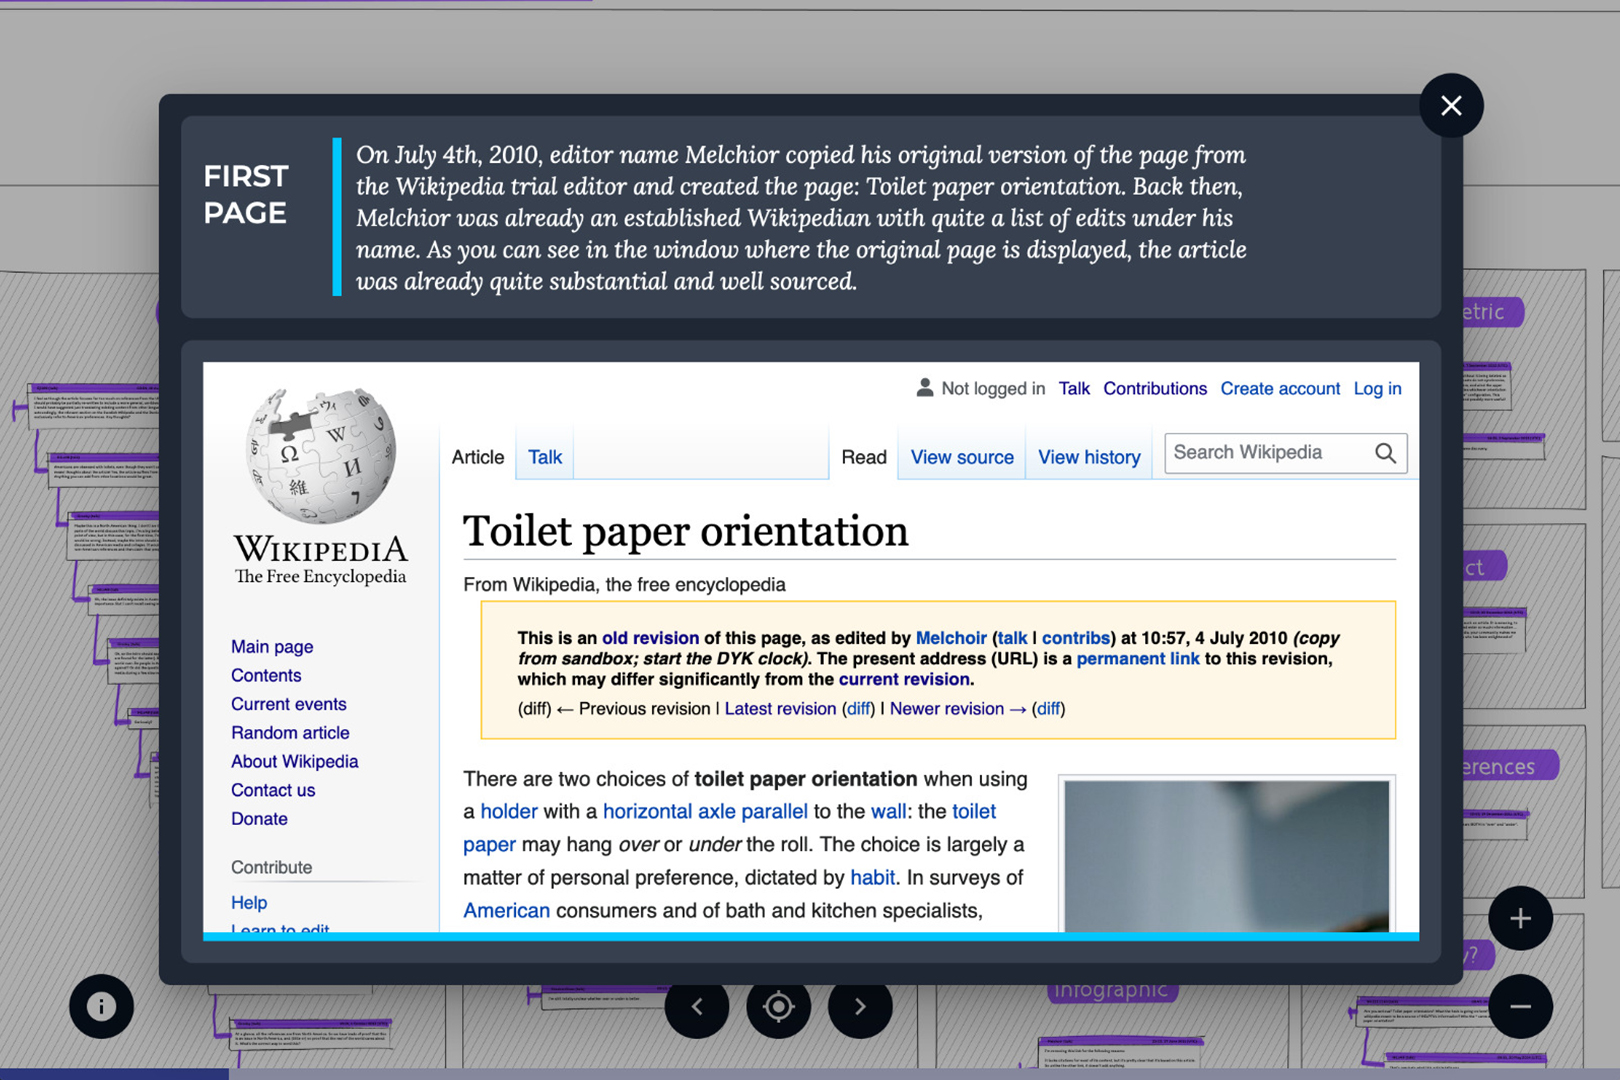 FIRST
PAGE
On July 4th, 2010, editor name Melchior copied his original version of the page from
the Wikipedia trial editor and created the page: Toilet paper orientation. Back then,
Melchior was already an established Wikipedian with quite a list of edits under his
name. As you can see in the window where the original page is displayed, the article
was already quite substantial and well sourced.
Not logged in Talk Contributions Create account Log in
Article Talk Read View source View history Search Wikipedia
WIKIPEDIA
The Free Encyclopedia
Main page
Contents
Current events
Random article
About Wikipedia
Contact us
Donate
Contribute
Help
Learn to edit
Toilet paper orientation
From Wikipedia, the free encyclopedia
This is an old revision of this page, as edited by Melchoir (talk | contribs) at 10:57, 4 July 2010 (copy
from sandbox; start the DYK clock). The present address (URL) is a permanent link to this revision,
which may differ significantly from the current revision.
(diff) ← Previous revision | Latest revision (diff) | Newer revision → (diff)
There are two choices of toilet paper orientation when using
a holder with a horizontal axle parallel to the wall: the toilet
paper may hang over or under the roll. The choice is largely a
matter of personal preference, dictated by habit. In surveys of
American consumers and of bath and kitchen specialists,
etric
ct
erences
y?
Infographic